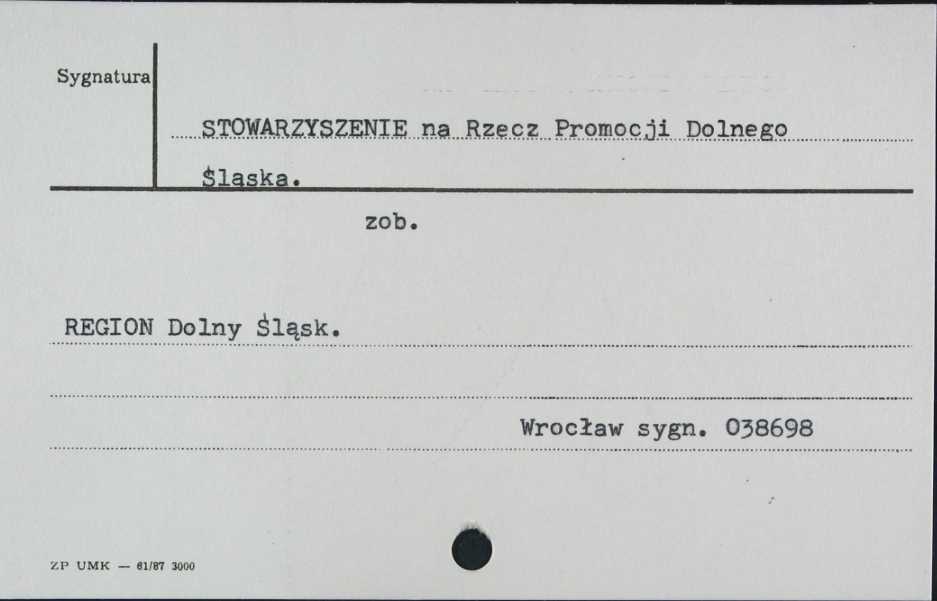 Sygnatura
STOWARZYSZENIE na Rzecz Promocji Dolnego
Śląska.
zob.
REGION Dolny Śląsk.
Wrocław sygn. 038698
ZP UMK — 61/87 3000